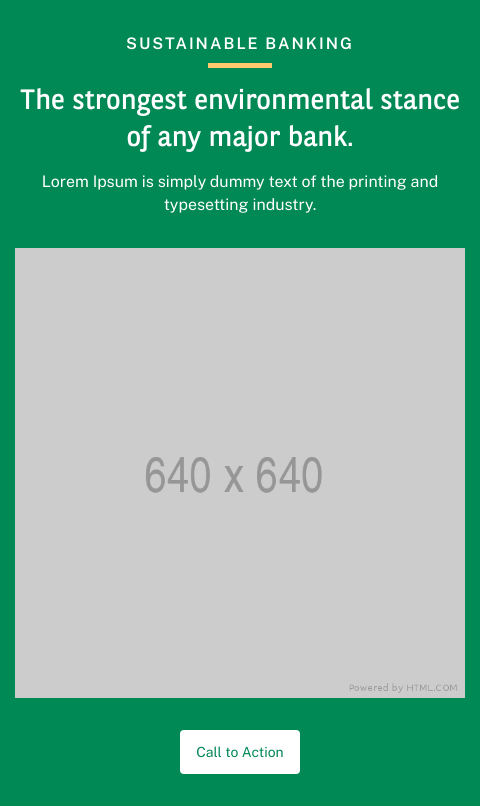 SUSTAINABLE BANKING
The strongest environmental stance
of any major bank.
Lorem Ipsum is simply dummy text of the printing and
typesetting industry.
640 x 640
Powered by HTML.COM
Call to Action